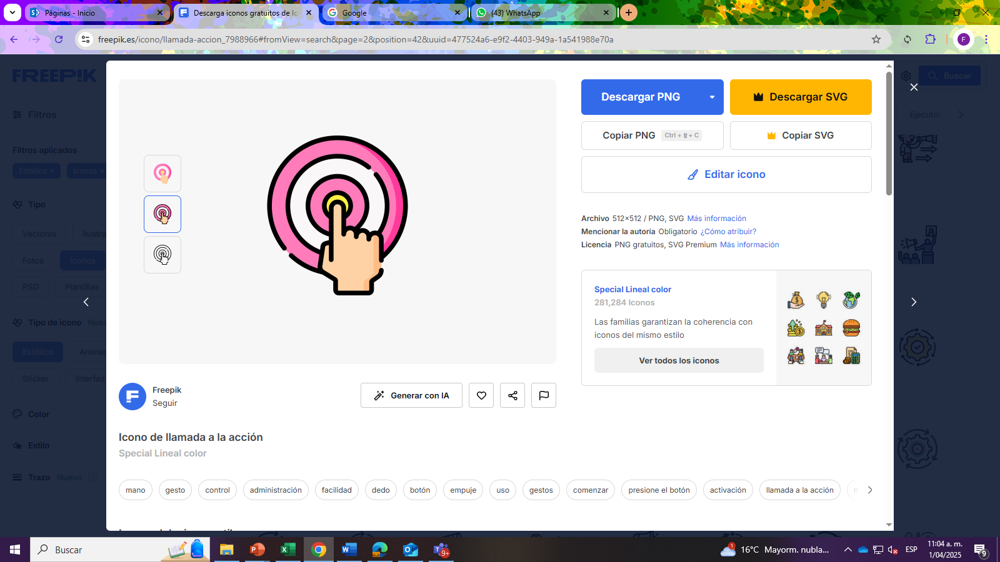 Páginas - Inicio
Descarga iconos gratuitos de Ic
Google
(43) WhatsApp
freepik.es/icono/llamada-accion_7988966#fromView=search&page=2&position=42&uuid=477524a6-e9f2-4403-949a-1a541988e70a
F
FREEPIK
Buscar
Filtros
Ejecutar
Filtros aplicados
Estático
Iconos
Tipo
Vectores
Ilustra
Fotos
Iconos
PSD
Plantillas
Tipo de icono Nuevo
Estático
Animac
Sticker
Interfaz
Color
Estilo
Trazo Nuevo
Descargar PNG
Descargar SVG
Copiar PNG Ctrl + ⇧ + C
Copiar SVG
Editar icono
Archivo 512×512 / PNG, SVG Más información
Mencionar la autoría Obligatorio ¿Cómo atribuir?
Licencia PNG gratuitos, SVG Premium Más información
Special Lineal color
281,284 Iconos
Las familias garantizan la coherencia con
iconos del mismo estilo
Ver todos los iconos
Freepik
Seguir
Generar con IA
Icono de llamada a la acción
Special Lineal color
mano
gesto
control
administración
facilidad
dedo
botón
empuje
uso
gestos
comenzar
presione el botón
activación
llamada a la acción
Buscar
9+
1
16°C Mayorm. nubla...
ESP
11:04 a. m.
1/04/2025
9